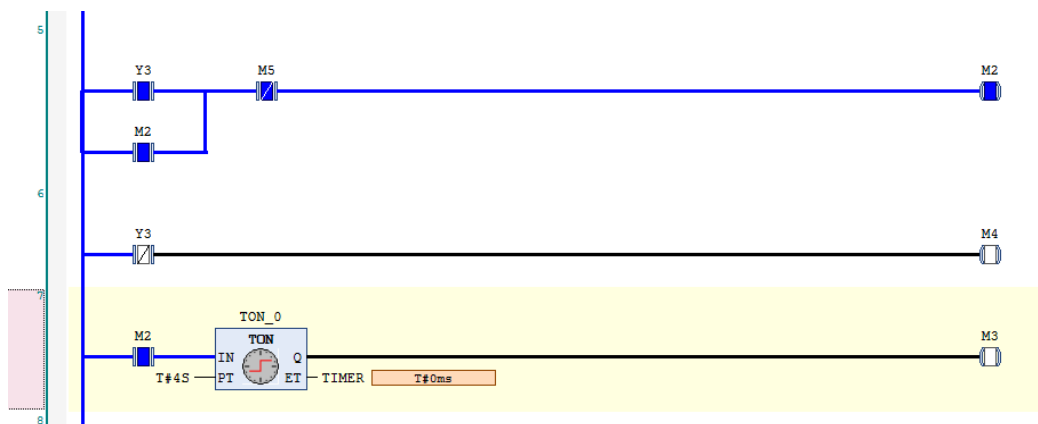 5
Y3 M5 M2
M2
6
Y3 M4
7
TON_0
M2 TON M3
IN Q
T#4S PT ET TIMER T#0ms
8